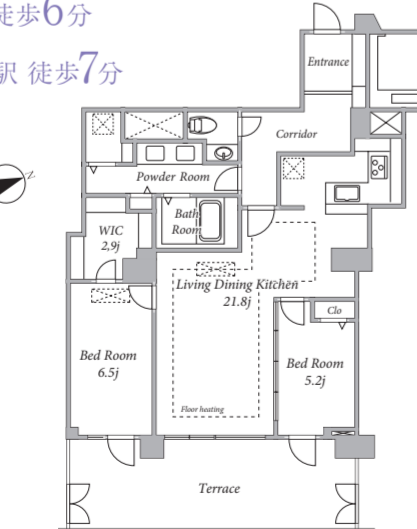 徒歩6分
駅 徒歩7分
Entrance
Corridor
N
Powder Room
Bath
Room
WIC
2,9j
Living Dining Kitchen
21.8j
Clo
Bed Room
6.5j
Bed Room
5.2j
Floor heating
Terrace